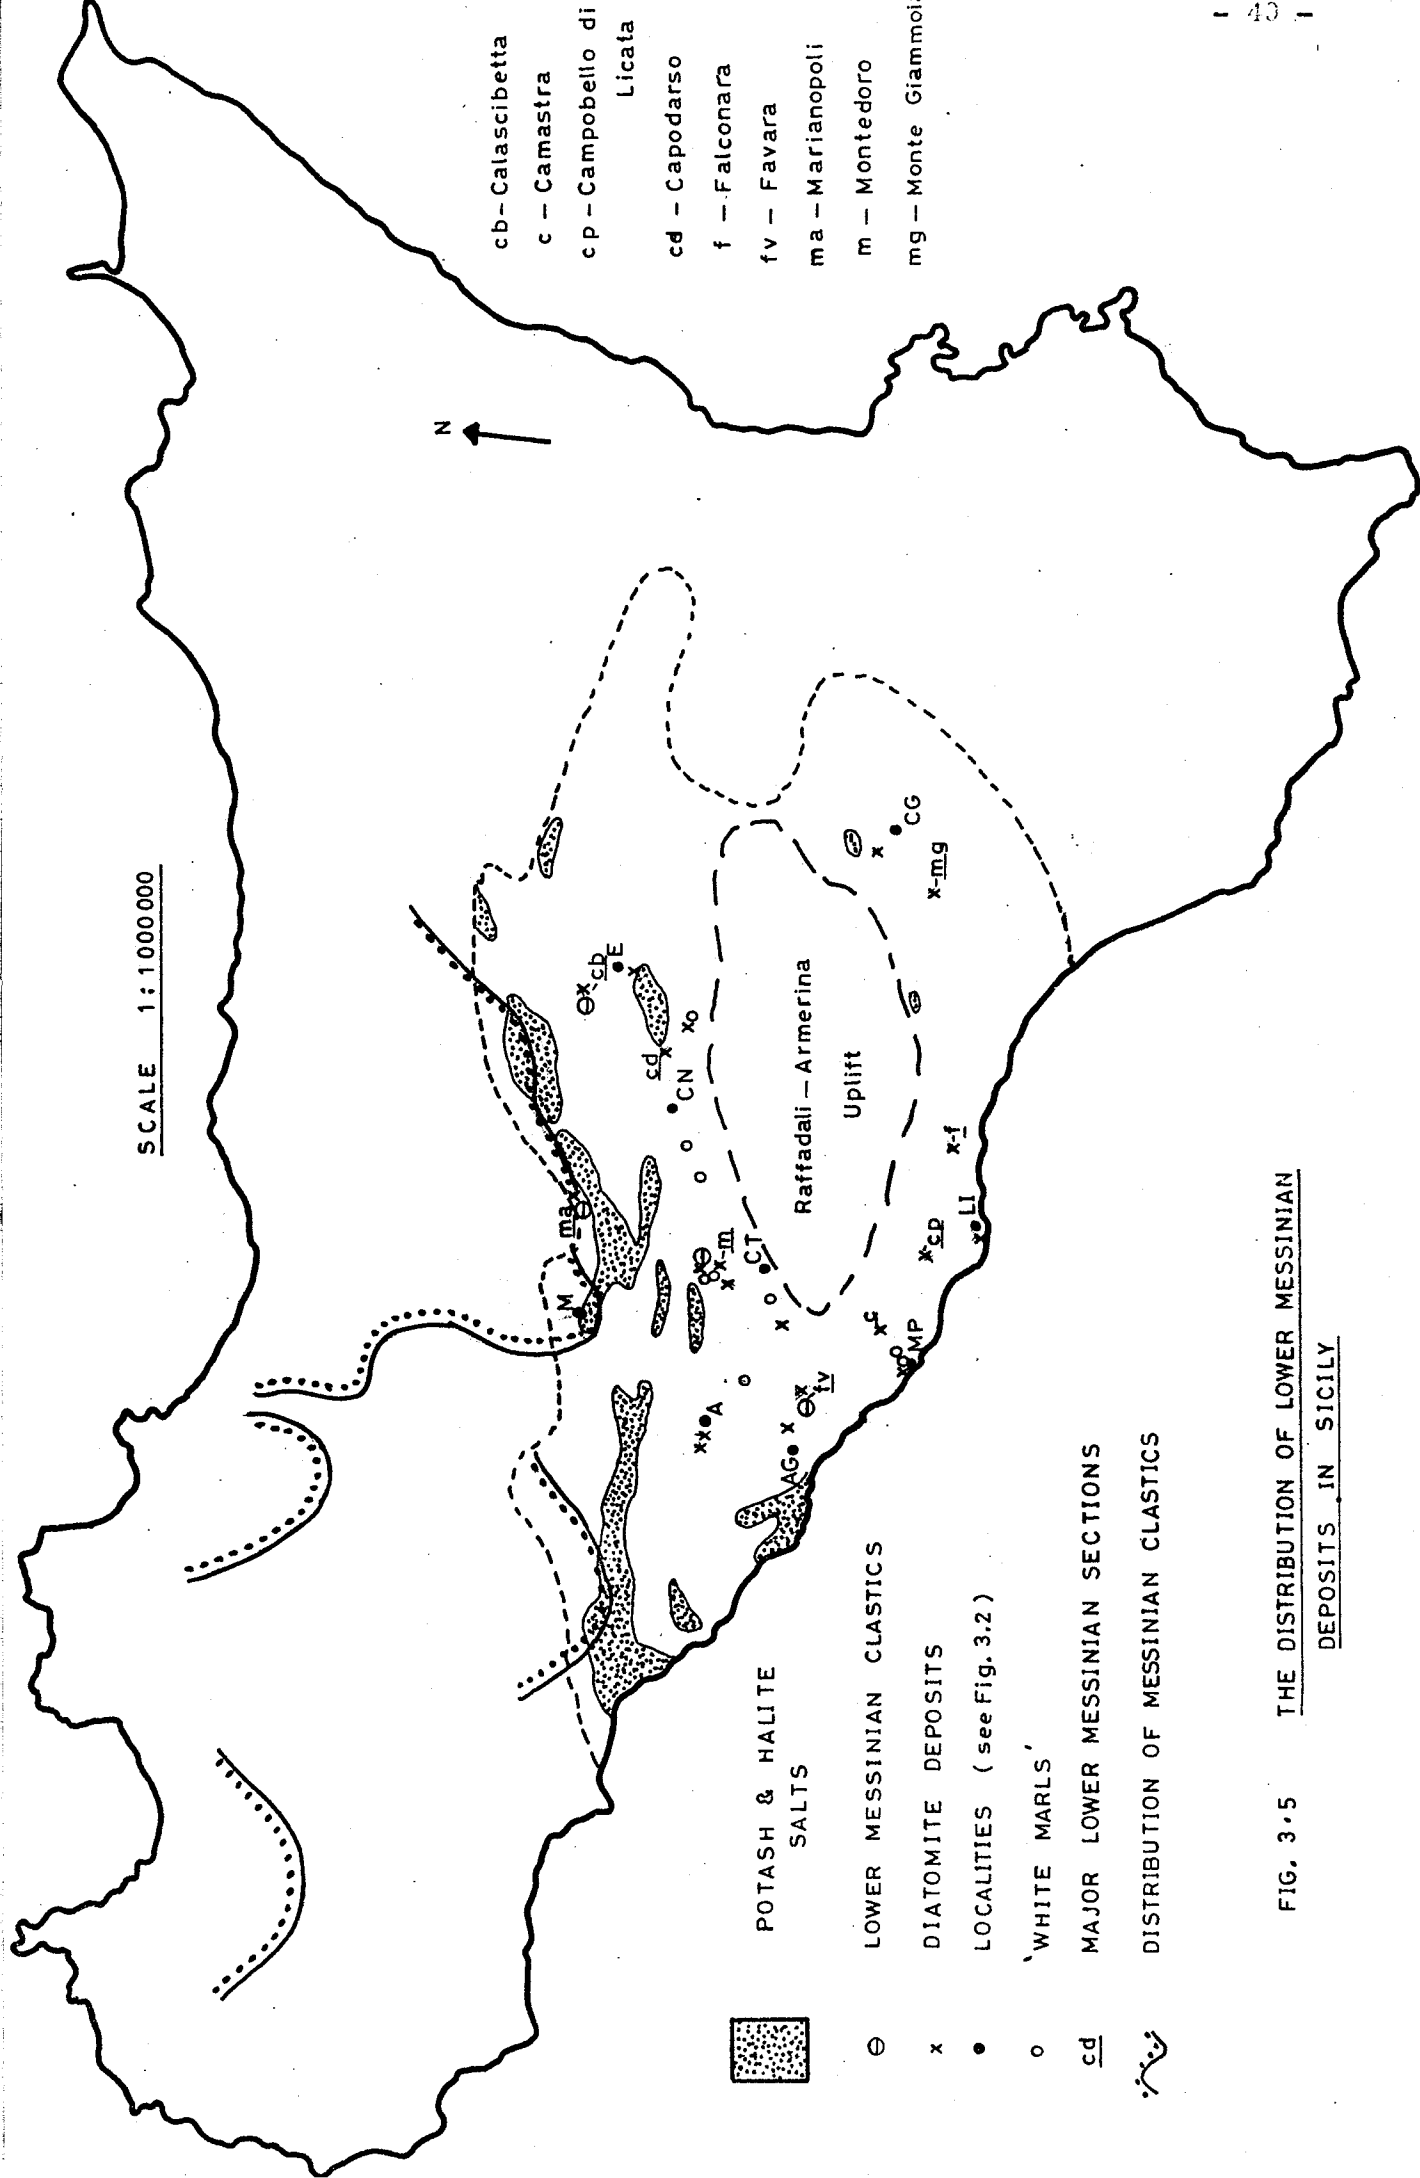 - 40 -
SCALE 1:1000000
N
cb – Calascibetta
c – Camastra
cp – Campobello di
Licata
cd – Capodarso
f – Falconara
fv – Favara
ma – Marianopoli
m – Montedoro
mg – Monte
M
ma
cb
E
cd
CN
m
CT
A
AG
fv
c
MP
cp
LI
x-f
x-mg
CG
Raffadali – Armerina
Uplift
POTASH & HALITE
SALTS
LOWER MESSINIAN CLASTICS
x DIATOMITE DEPOSITS
LOCALITIES ( see Fig. 3.2 )
'WHITE MARLS'
cd MAJOR LOWER MESSINIAN SECTIONS
DISTRIBUTION OF MESSINIAN CLASTICS
FIG. 3·5 THE DISTRIBUTION OF LOWER MESSINIAN
DEPOSITS IN SICILY